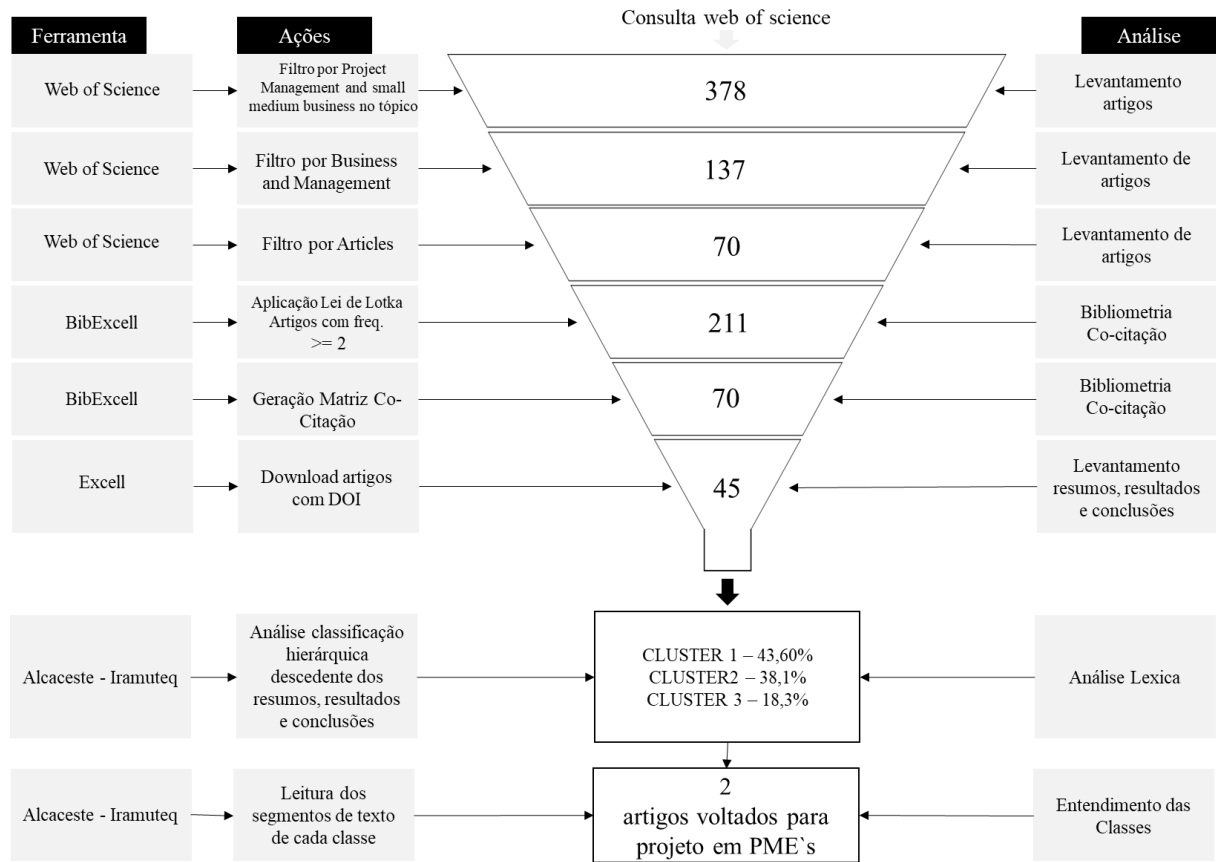 Consulta web of science
Ferramenta
Ações
Análise
Web of Science
Filtro por Project
Management and small
medium business no tópico
378
Levantamento
artigos
Web of Science
Filtro por Business
and Management
137
Levantamento de
artigos
Web of Science
Filtro por Articles
70
Levantamento de
artigos
BibExcell
Aplicação Lei de Lotka
Artigos com freq.
>= 2
211
Bibliometria
Co-citação
BibExcell
Geração Matriz Co-
Citação
70
Bibliometria
Co-citação
Excell
Download artigos
com DOI
45
Levantamento
resumos, resultados
e conclusões
Alcaceste - Iramuteq
Análise classificação
hierárquica
descedente dos
resumos, resultados
e conclusões
CLUSTER 1 – 43,60%
CLUSTER2 – 38,1%
CLUSTER 3 – 18,3%
Análise Lexica
Alcaceste - Iramuteq
Leitura dos
segmentos de texto
de cada classe
2
artigos voltados para
projeto em PME`s
Entendimento das
Classes